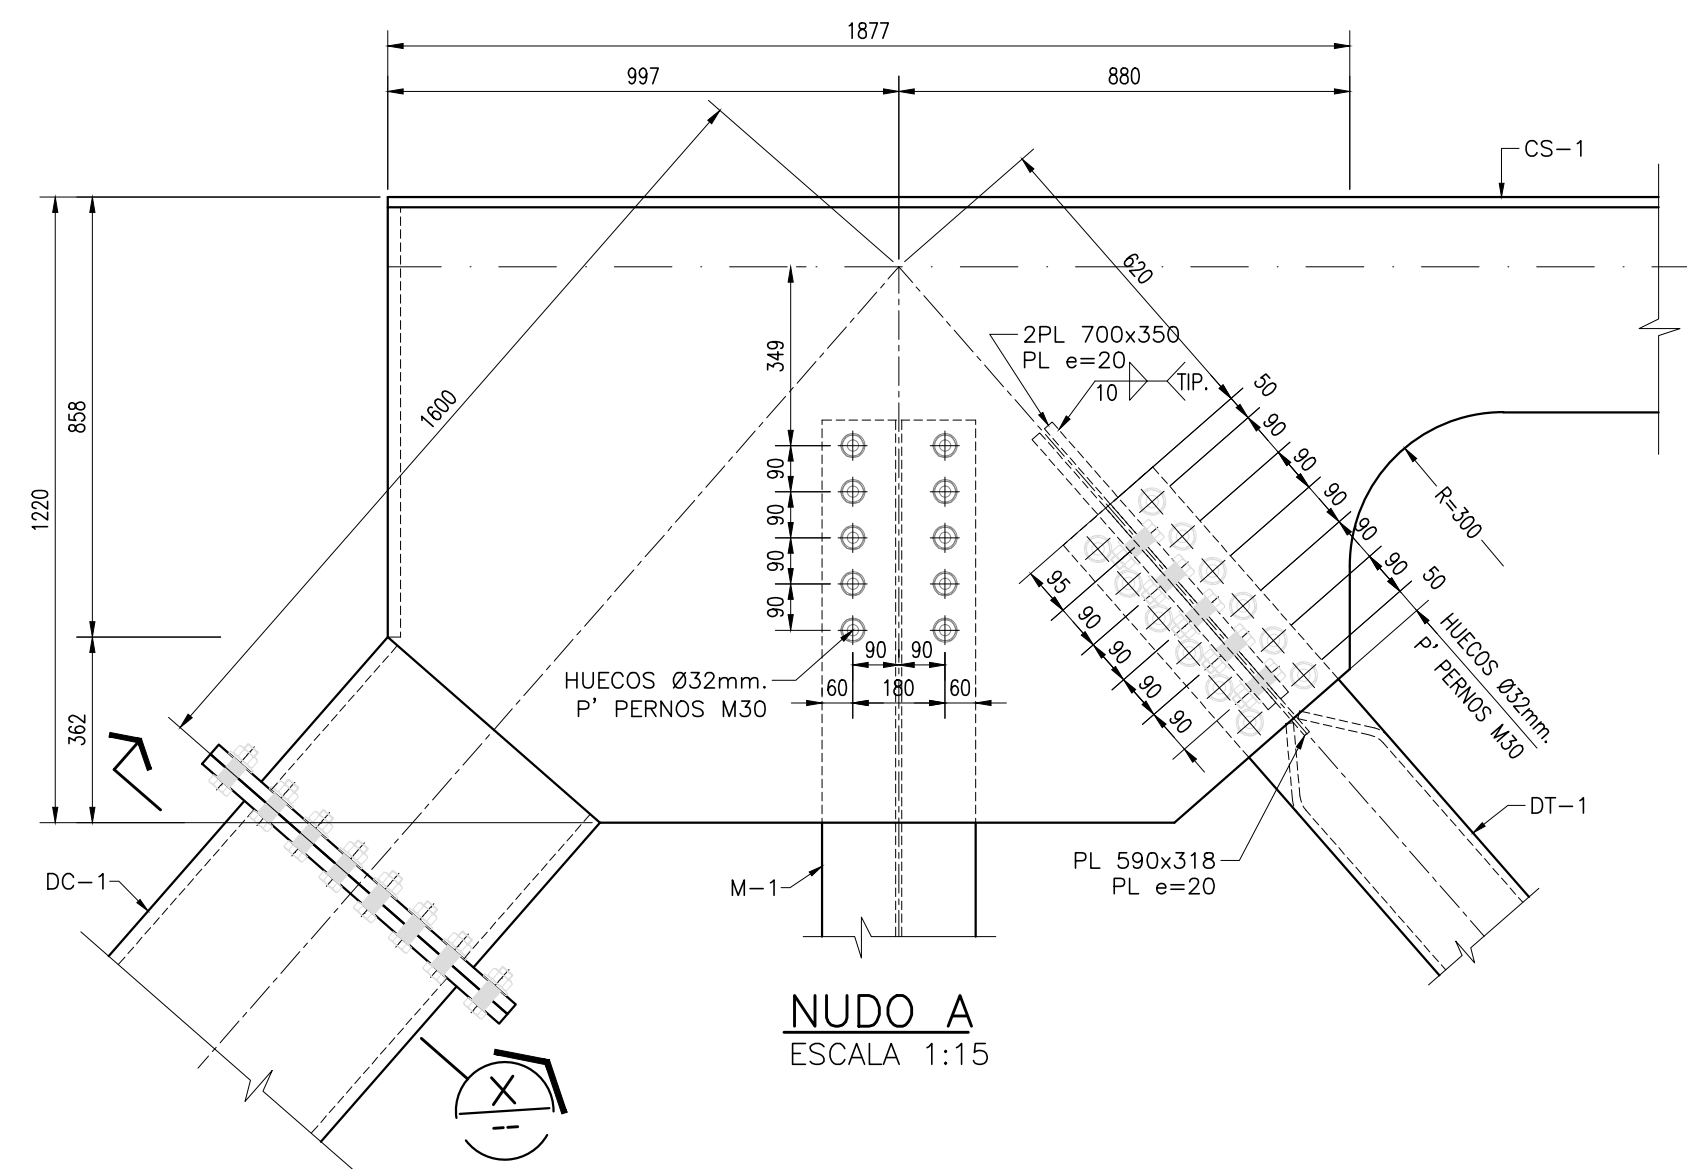 1877
997
880
CS-1
620
349
2PL 700x350
PL e=20
10
TIP.
50
90
90
90
90
90
50
1600
858
1220
362
90
90
90
90
R=300
95
90
90
90
90
HUECOS Ø32mm.
P' PERNOS M30
90
90
60
180
60
HUECOS Ø32mm.
P' PERNOS M30
DC-1
M-1
PL 590x318
PL e=20
DT-1
NUDO A
ESCALA 1:15
X
--